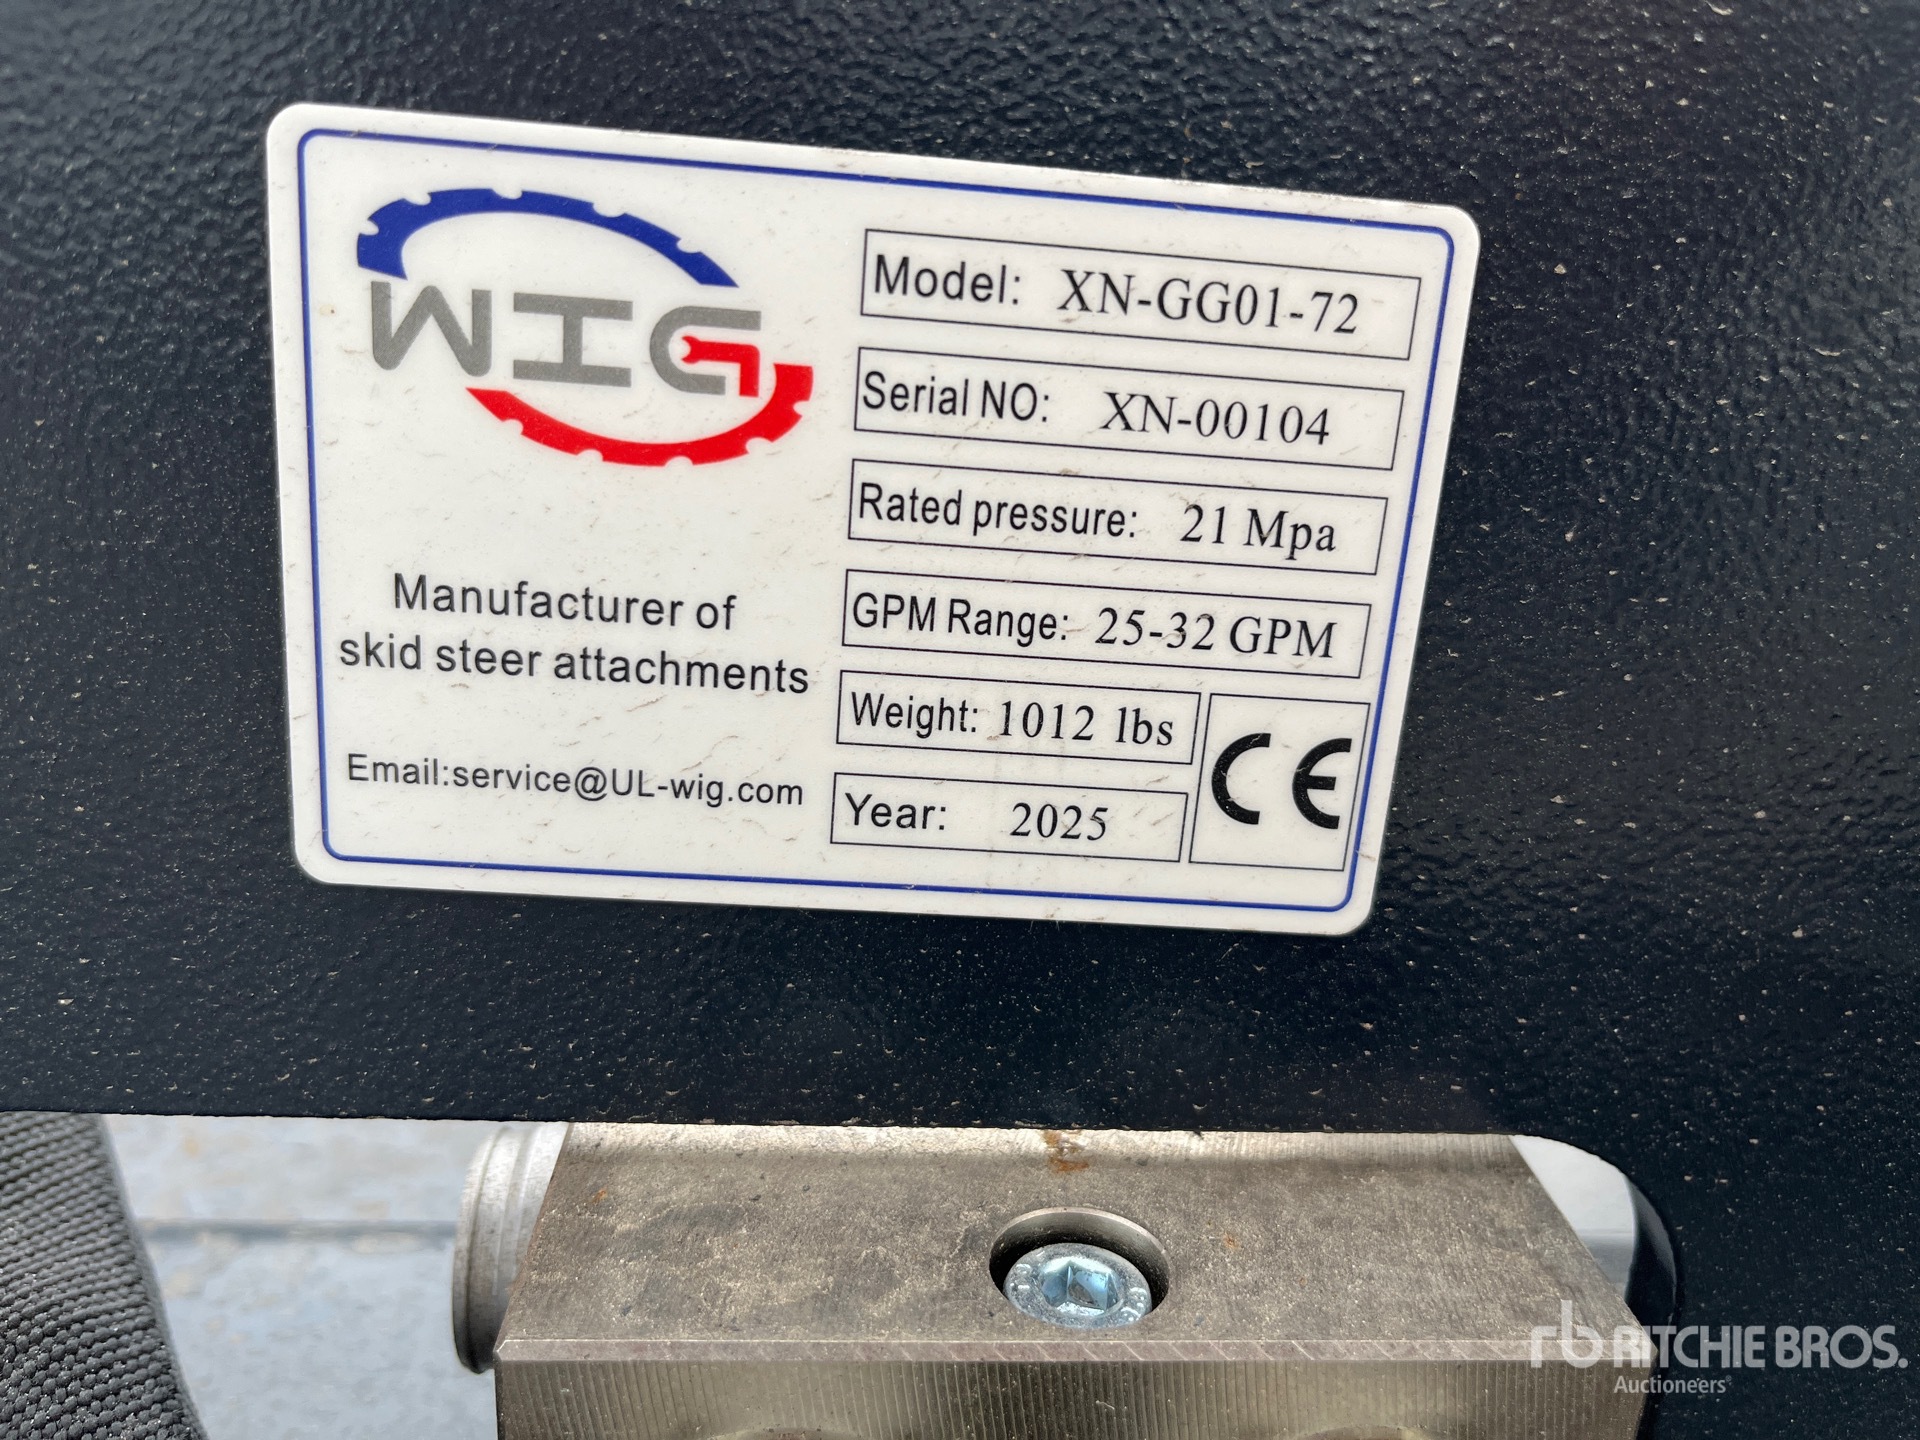 WIG
Manufacturer of
skid steer attachments
Email:service@UL-wig.com
Model: XN-GG01-72
Serial NO: XN-00104
Rated pressure: 21 Mpa
GPM Range: 25-32 GPM
Weight: 1012 lbs
Year: 2025
CE
rb RITCHIE BROS.
Auctioneers